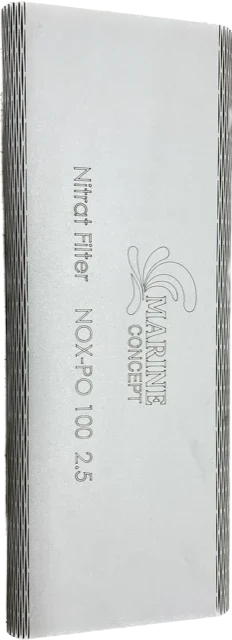 MARINE
CONCEPT
Nitrat Filter NOX-PO 100 2.5